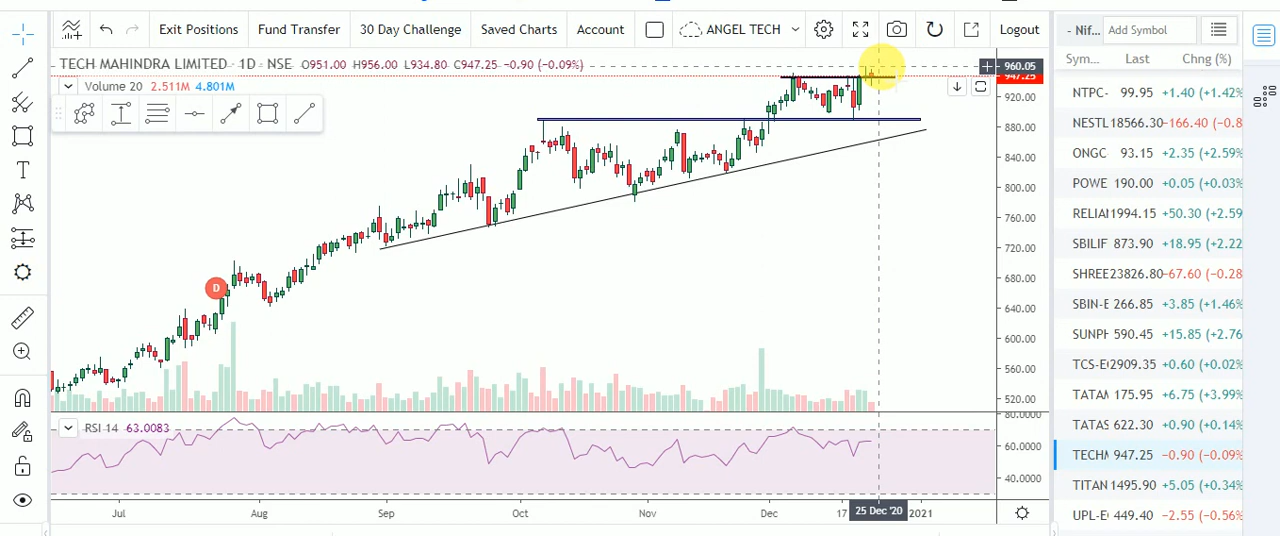 Exit Positions Fund Transfer 30 Day Challenge Saved Charts Account ANGEL TECH Logout - Nif... Add Symbol
TECH MAHINDRA LIMITED · 1D · NSE O951.00 H956.00 L934.80 C947.25 −0.90 (−0.09%)
Volume 20 2.511M 4.801M
960.05
947.25
920.00
880.00
840.00
800.00
760.00
720.00
680.00
640.00
600.00
560.00
520.00
D
RSI 14 63.0083
80.0000
60.0000
40.0000
Jul Aug Sep Oct Nov Dec 17 25 Dec '20 2021
Sym... Last Chng (%)
NTPC- 99.95 +1.40 (+1.42%
NESTL 18566.30 −166.40 (−0.8
ONGC 93.15 +2.35 (+2.59%
POWE 190.00 +0.05 (+0.03%
RELIAI 1994.15 +50.30 (+2.59
SBILIF 873.90 +18.95 (+2.22
SHREE 23826.80 −67.60 (−0.28
SBIN-E 266.85 +3.85 (+1.46%
SUNPH 590.45 +15.85 (+2.76
TCS-E 2909.35 +0.60 (+0.02%
TATAM 175.95 +6.75 (+3.99%
TATAS 622.30 +0.90 (+0.14%
TECHM 947.25 −0.90 (−0.09%
TITAN 1495.90 +5.05 (+0.34%
UPL-E 449.40 −2.55 (−0.56%